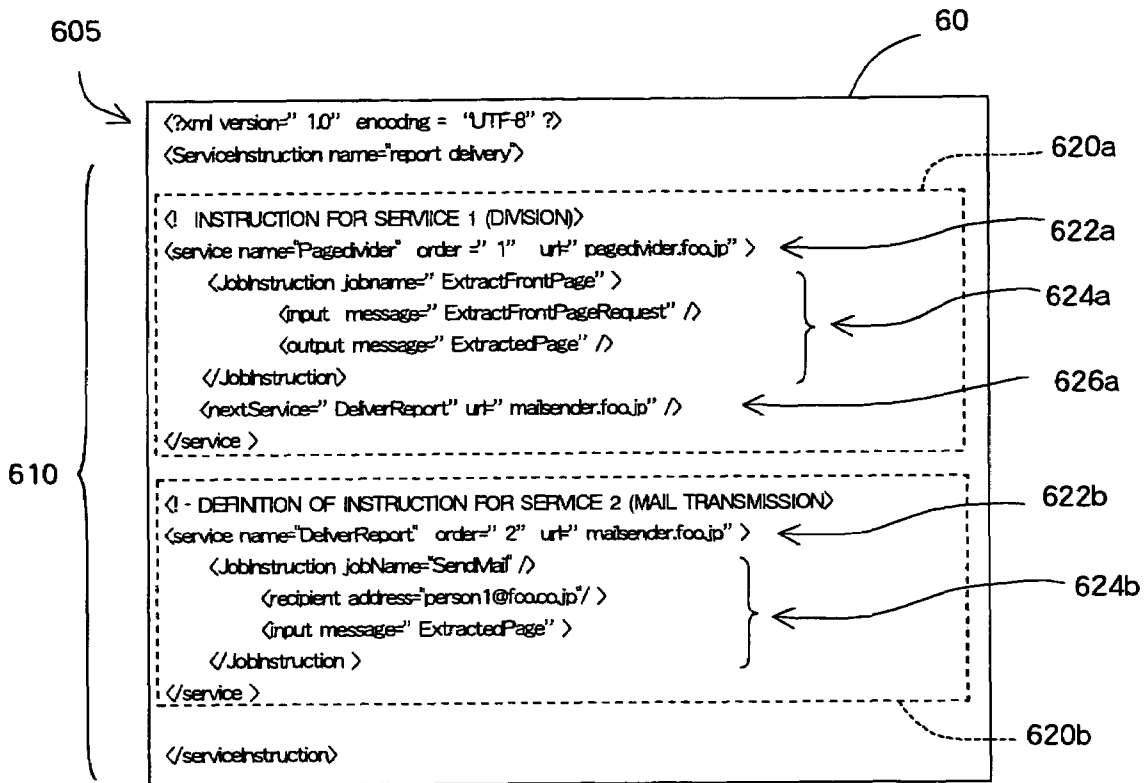 605
60
<?xml version=" 1.0" encoding = "UTF-8" ?>
<ServiceInstruction name="report delivery">
620a
<! INSTRUCTION FOR SERVIICE 1 (DIVISION)>
<service name="Pagedivider" order =" 1" url=" pagedivider.foo.jp" >
622a
<JobInstruction jobname=" ExtractFrontPage" >
<input message=" ExtractFrontPageRequest" />
624a
<output message=" ExtractedPage" />
</JobInstruction>
626a
<nextService=" DeliverReport" url=" mailsender.foo.jp" />
</service >
610
<! - DEFINITION OF INSTRUCTION FOR SERVICE 2 (MAIL TRANSMISSION>
622b
<service name="DeliverReport" order=" 2" url=" mailsender.foo.jp" >
<JobInstruction jobName="SendMail" />
624b
<recipient address="person1@foo.co.jp"/ >
<input message=" ExtractedPage" >
</JobInstruction >
</service >
620b
</serviceInstruction>